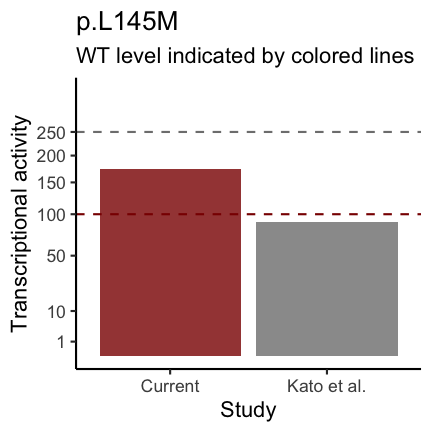 p.L145M
WT level indicated by colored lines
Transcriptional activity
250
200
150
100
50
10
1
Current
Kato et al.
Study